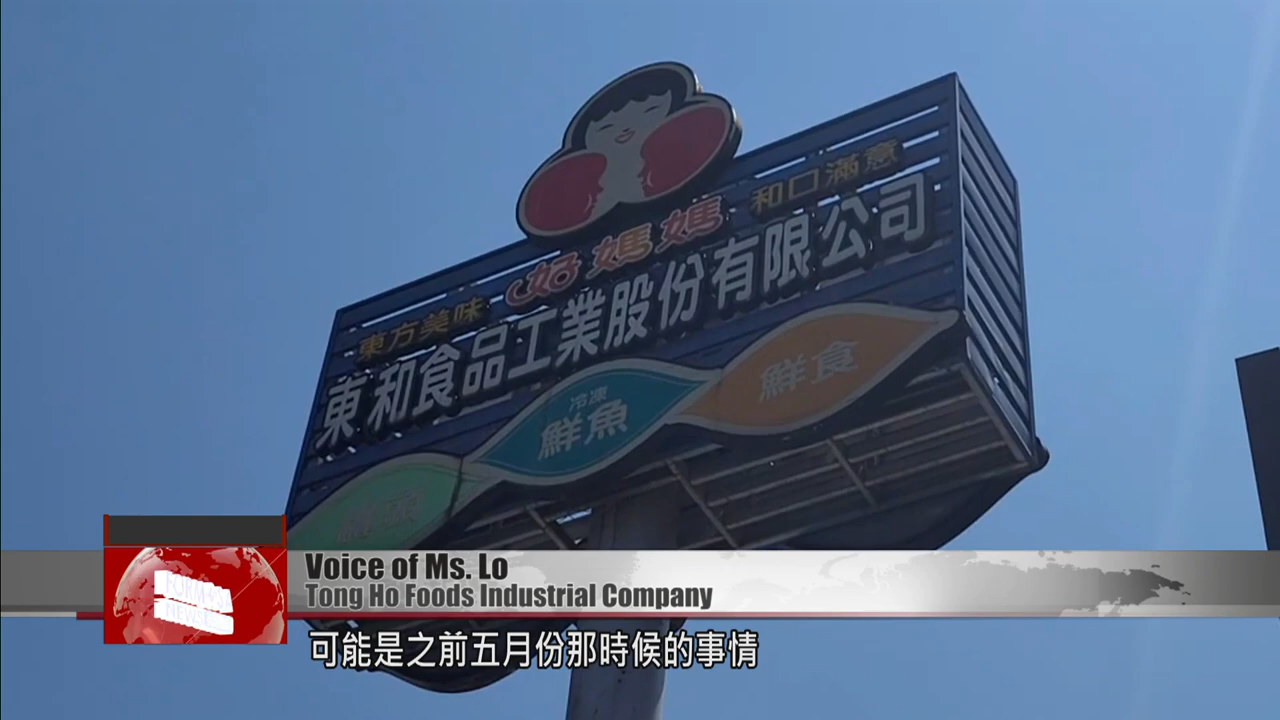 東方美味 好媽媽 和口滿意
東和食品工業股份有限公司
冷凍
鮮魚
鮮食
Voice of Ms. Lo
Tong Ho Foods Industrial Company
FORMOSA
NEWS
可能是之前五月份那時候的事情